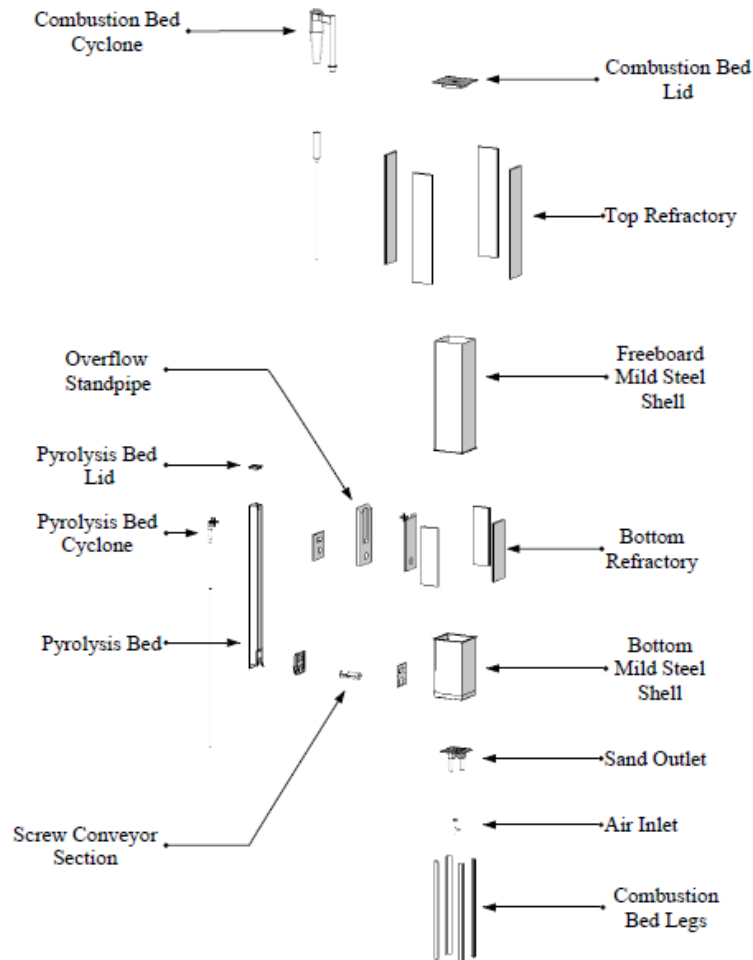 Combustion Bed
Cyclone
Combustion Bed
Lid
Top Refractory
Overflow
Standpipe
Freeboard
Mild Steel
Shell
Pyrolysis Bed
Lid
Pyrolysis Bed
Cyclone
Bottom
Refractory
Pyrolysis Bed
Bottom
Mild Steel
Shell
Sand Outlet
Screw Conveyor
Section
Air Inlet
Combustion
Bed Legs